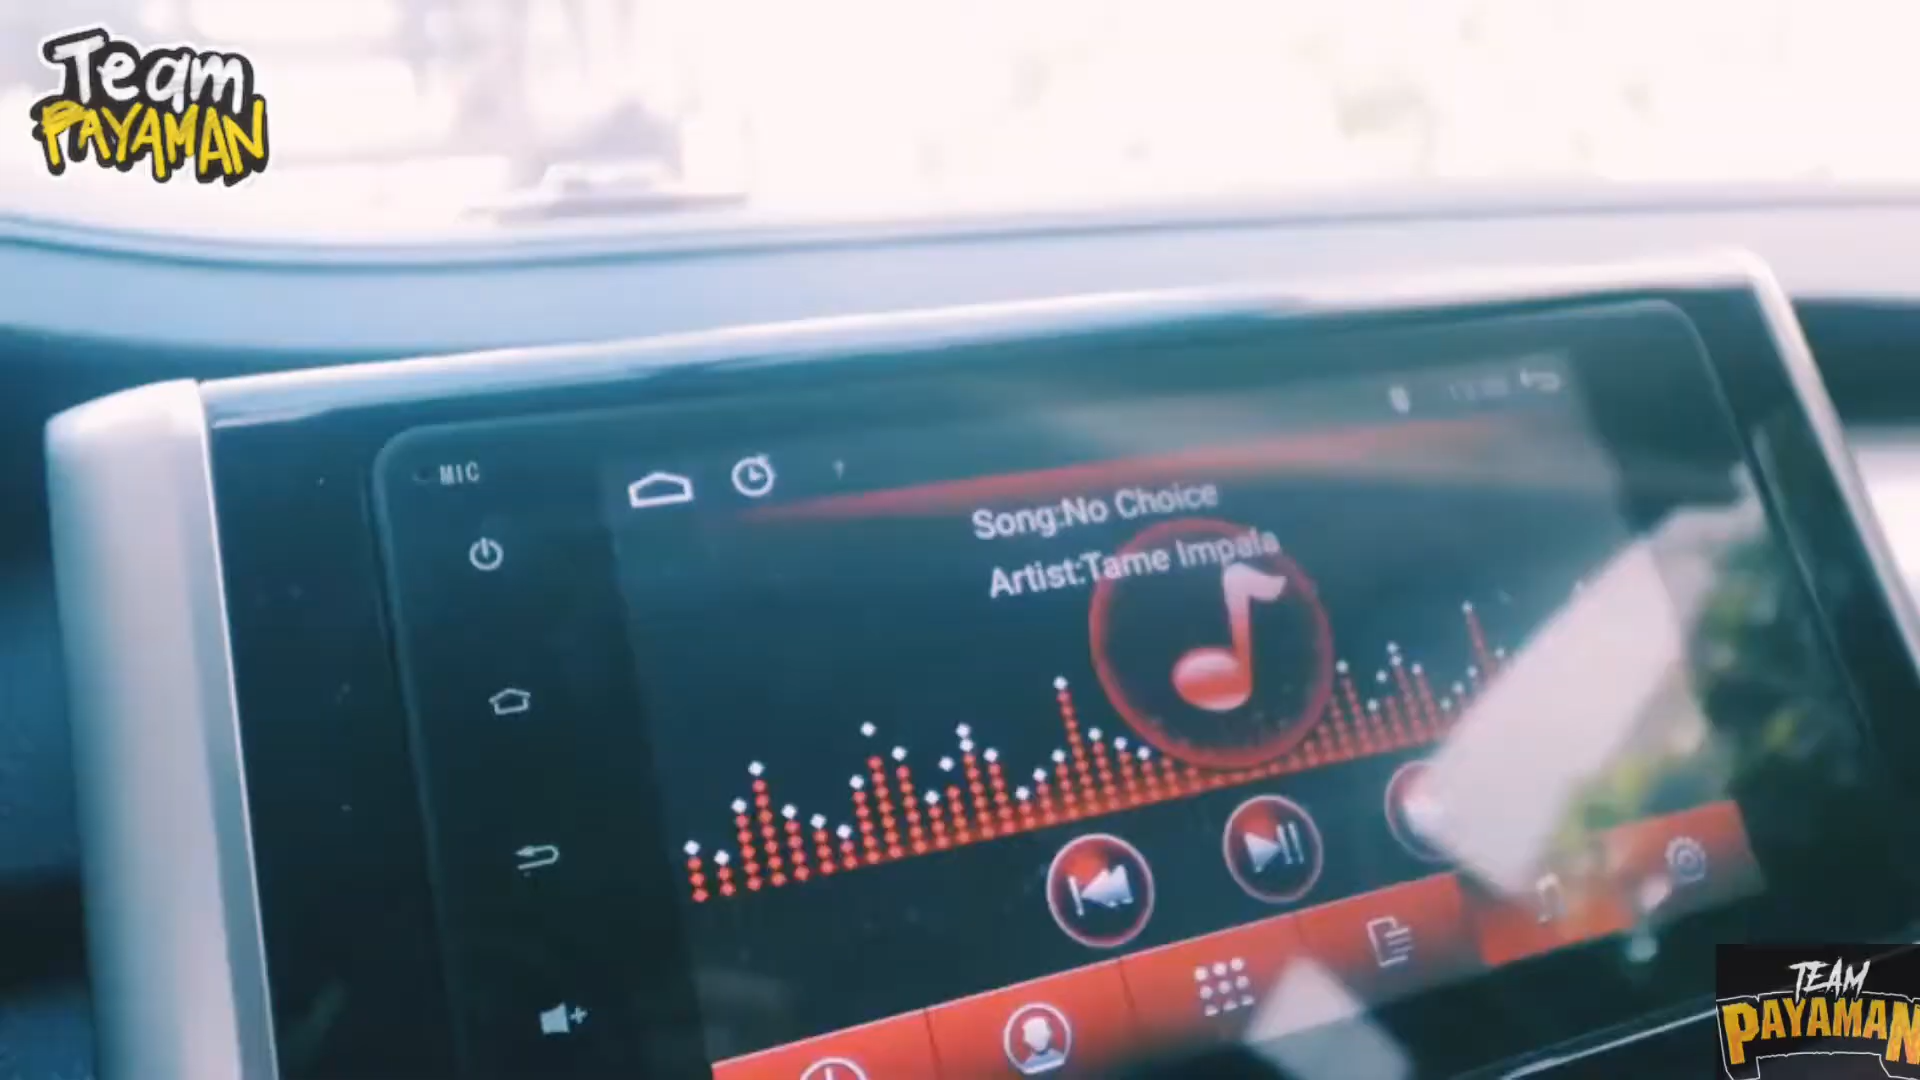 Team
PAYAMAN
MIC
Song:No Choice
Artist:Tame Impala
TEAM
PAYAMAN